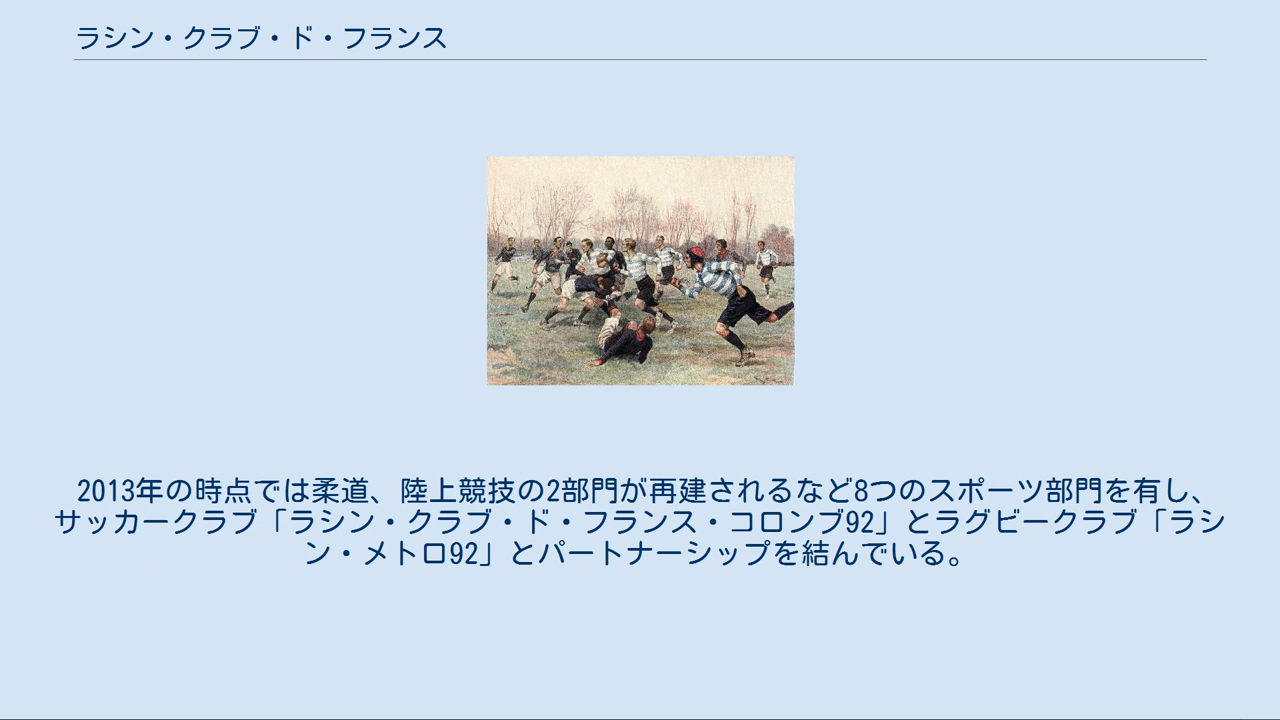 ラシン・クラブ・ド・フランス
2013年の時点では柔道、陸上競技の2部門が再建されるなど8つのスポーツ部門を有し、
サッカークラブ「ラシン・クラブ・ド・フランス・コロンブ92」とラグビークラブ「ラシ
ン・メトロ92」とパートナーシップを結んでいる。